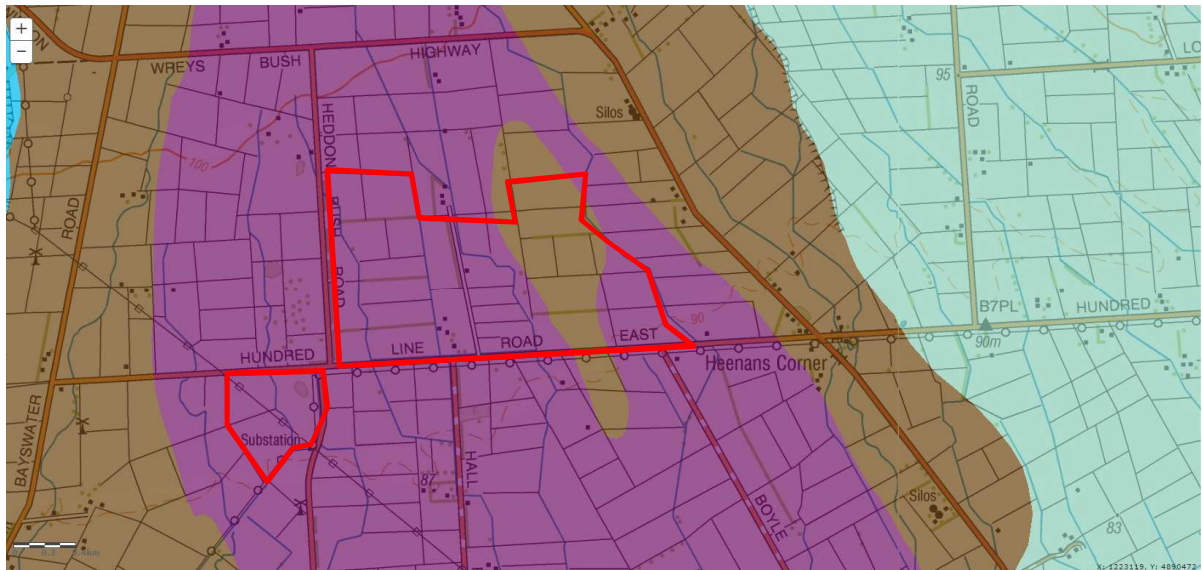 +
−
WREYS BUSH HIGHWAY
95
LO
ROAD
HEDDON
BUSH
ROAD
100
Silos
ROAD
BAYSWATER
B7PL
HUNDRED
90m
90
HUNDRED LINE ROAD EAST
Heenans Corner
Substation
HALL
87
BOYLE
Silos
83
X: 1223119, Y: 4890472